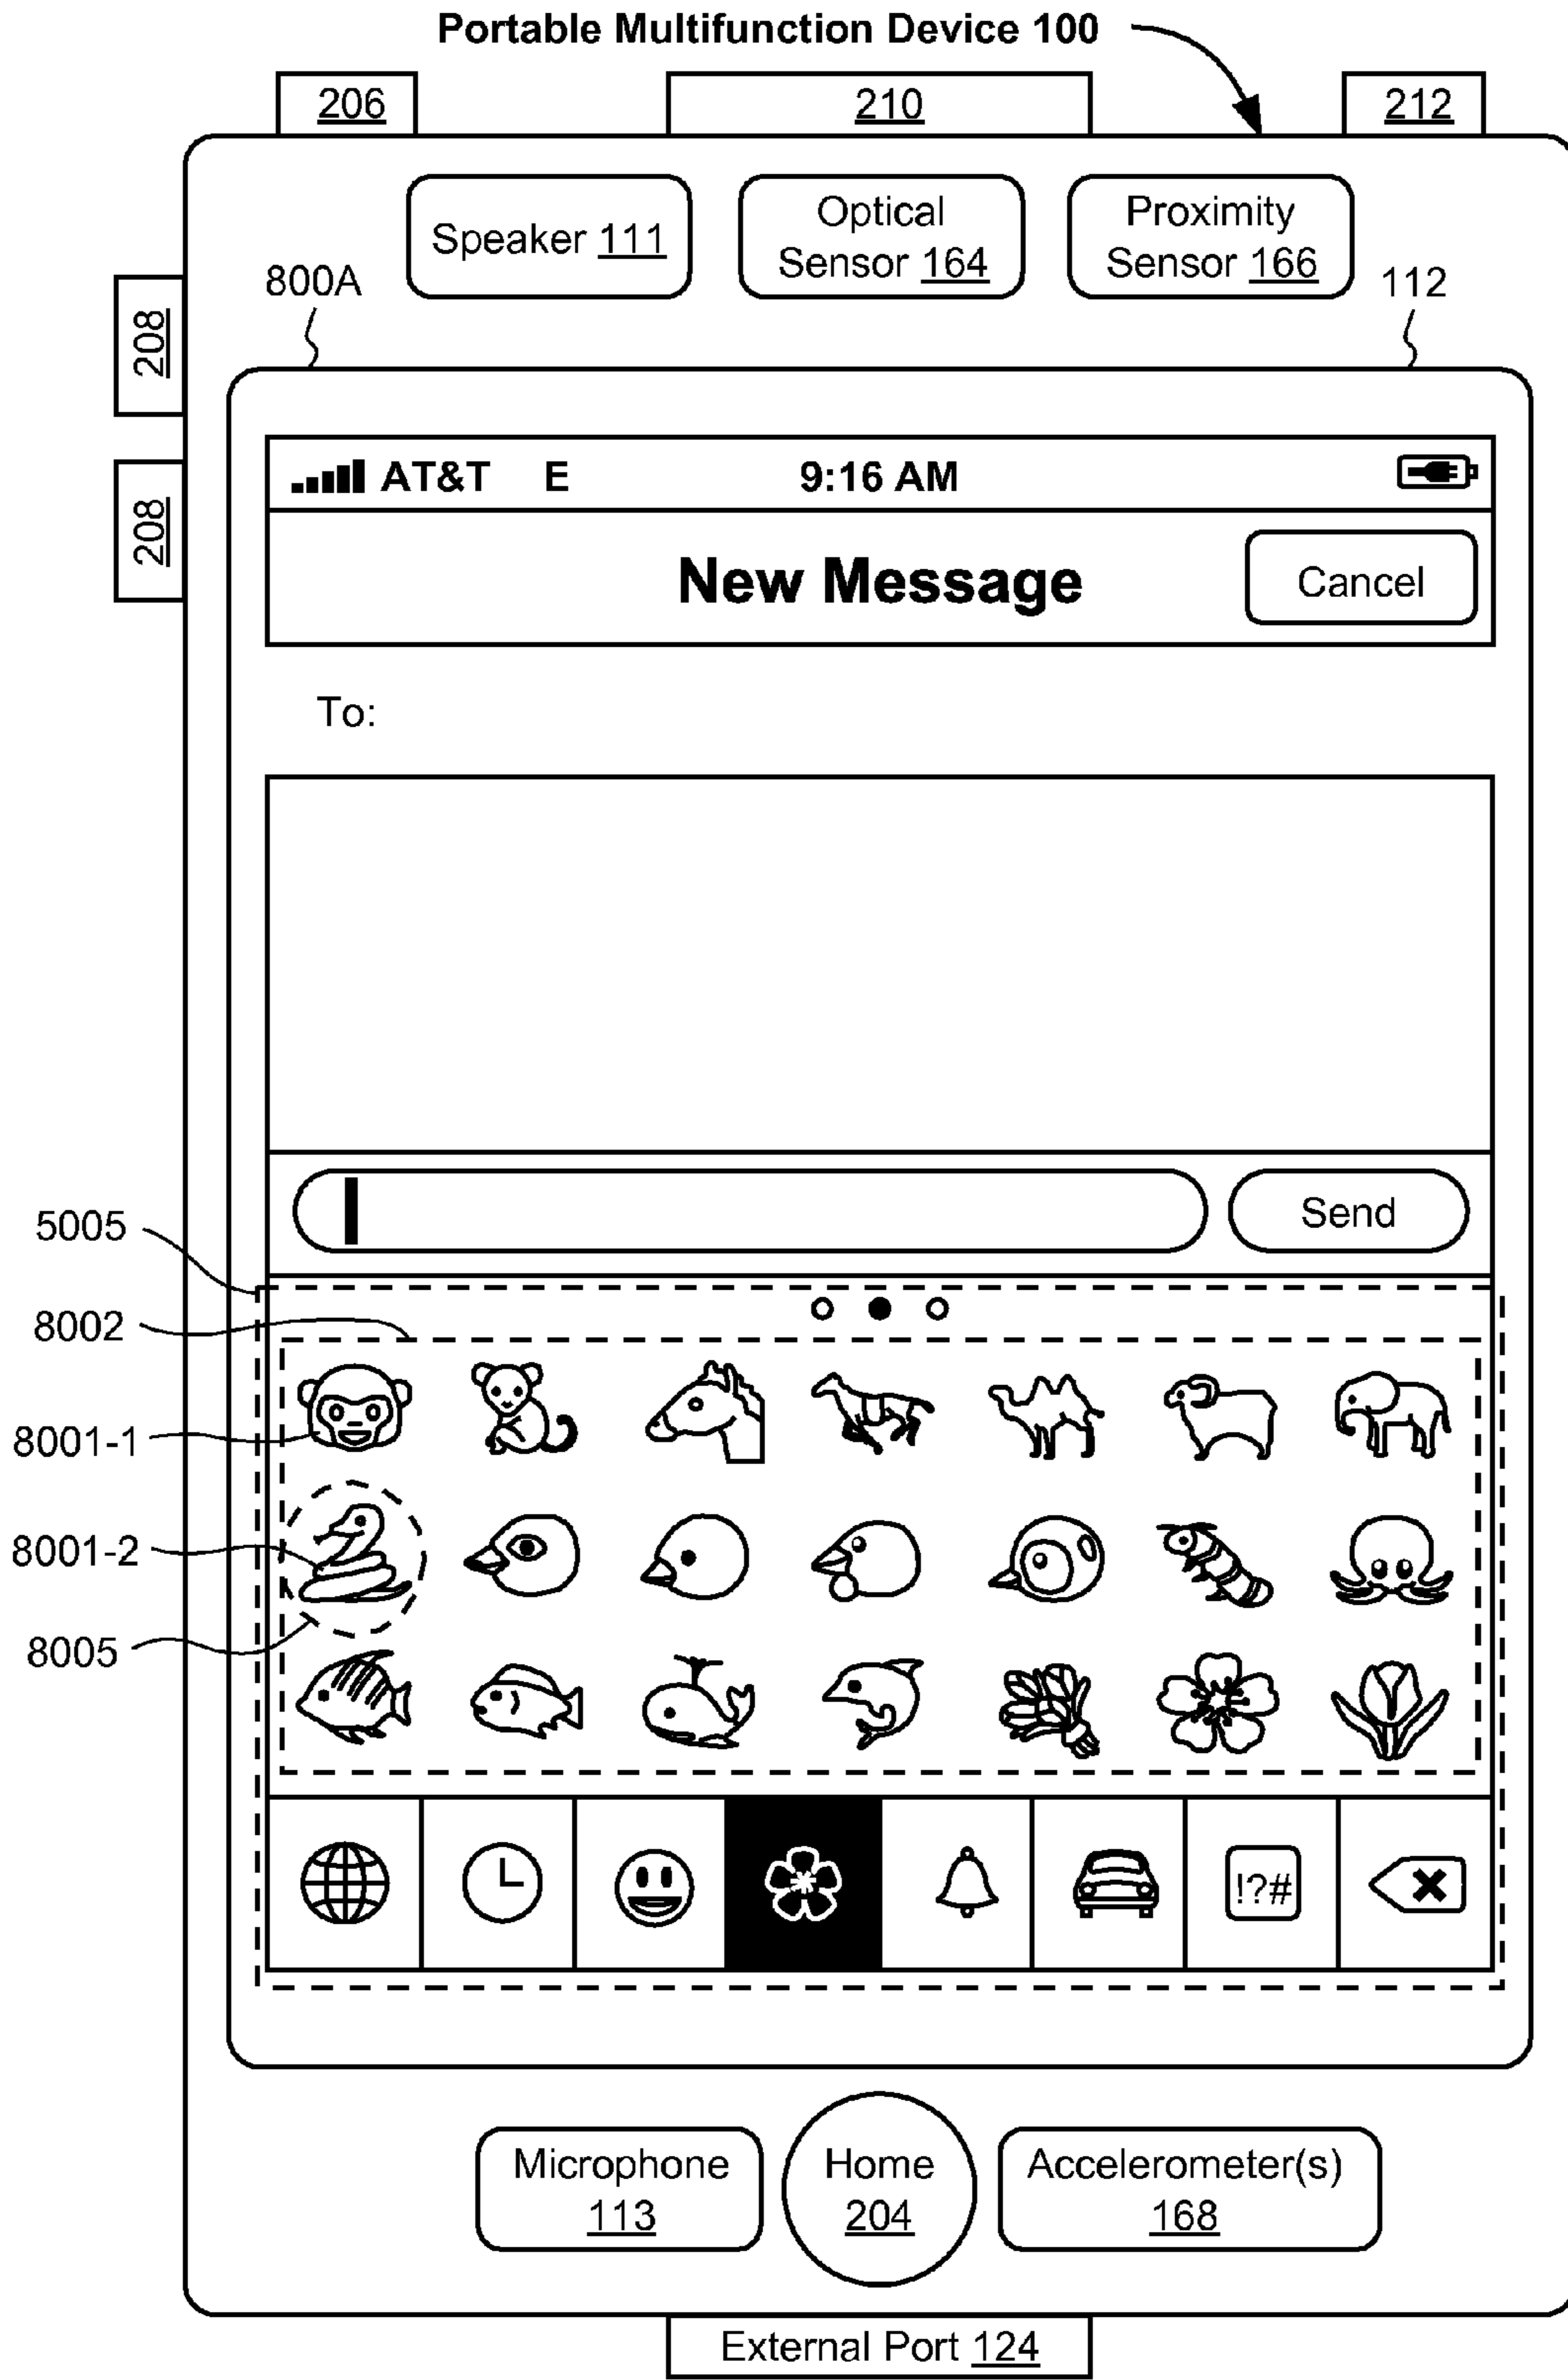 Portable Multifunction Device 100
206
210
212
Speaker 111
Optical
Sensor 164
Proximity
Sensor 166
800A
112
208
208
AT&T E 9:16 AM
New Message
Cancel
To:
Send
5005
8002
8001-1
8001-2
8005
!?#
Microphone
113
Home
204
Accelerometer(s)
168
External Port 124